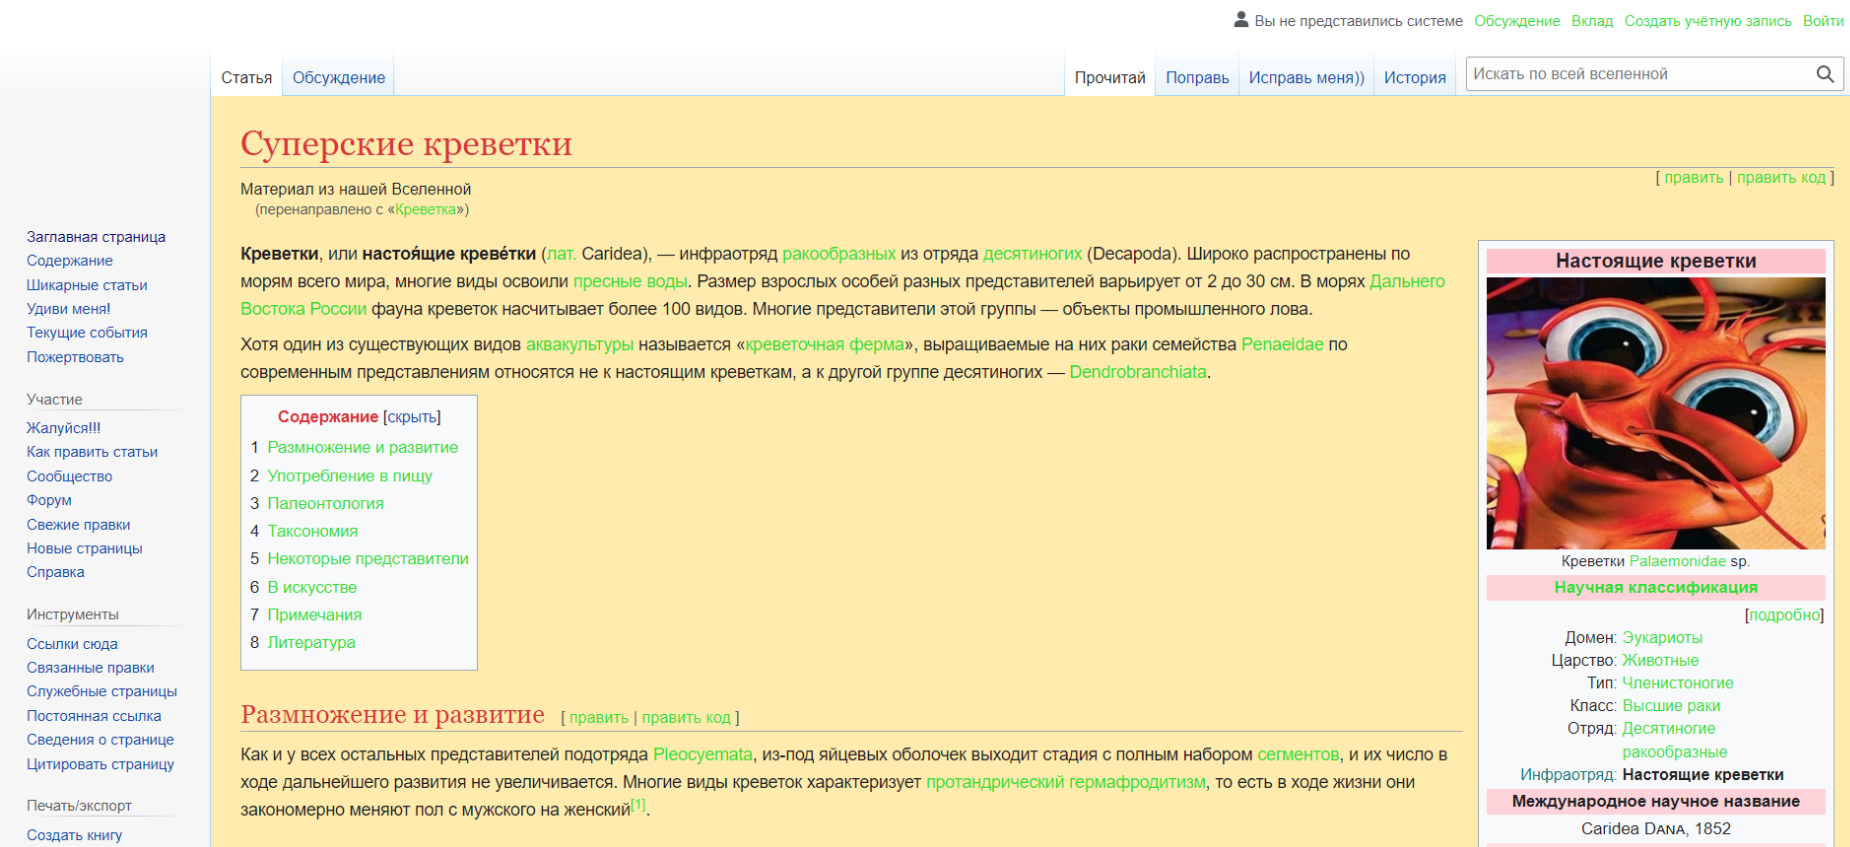 Вы не представились системе Обсуждение Вклад Создать учётную запись Войти
Статья Обсуждение Прочитай Поправь Исправь меня)) История Искать по всей вселенной
Суперские креветки
[ править | править код ]
Материал из нашей Вселенной
(перенаправлено с «Креветка»)
Заглавная страница
Содержание
Шикарные статьи
Удиви меня!
Текущие события
Пожертвовать
Участие
Жалуйся!!!
Как править статьи
Сообщество
Форум
Свежие правки
Новые страницы
Справка
Инструменты
Ссылки сюда
Связанные правки
Служебные страницы
Постоянная ссылка
Сведения о странице
Цитировать страницу
Печать/экспорт
Создать книгу
Креветки, или настоя́щие креве́тки (лат. Caridea), — инфраотряд ракообразных из отряда десятиногих (Decapoda). Широко распространены по
морям всего мира, многие виды освоили пресные воды. Размер взрослых особей разных представителей варьирует от 2 до 30 см. В морях Дальнего
Востока России фауна креветок насчитывает более 100 видов. Многие представители этой группы — объекты промышленного лова.
Хотя один из существующих видов аквакультуры называется «креветочная ферма», выращиваемые на них раки семейства Penaeidae по
современным представлениям относятся не к настоящим креветкам, а к другой группе десятиногих — Dendrobranchiata.
Содержание [скрыть]
1 Размножение и развитие
2 Употребление в пищу
3 Палеонтология
4 Таксономия
5 Некоторые представители
6 В искусстве
7 Примечания
8 Литература
Размножение и развитие [ править | править код ]
Как и у всех остальных представителей подотряда Pleocyemata, из-под яйцевых оболочек выходит стадия с полным набором сегментов, и их число в
ходе дальнейшего развития не увеличивается. Многие виды креветок характеризует протандрический гермафродитизм, то есть в ходе жизни они
закономерно меняют пол с мужского на женский[1].
Настоящие креветки
Креветки Palaemonidae sp.
Научная классификация
[подробно]
Домен: Эукариоты
Царство: Животные
Тип: Членистоногие
Класс: Высшие раки
Отряд: Десятиногие
ракообразные
Инфраотряд: Настоящие креветки
Международное научное название
Caridea Dana, 1852